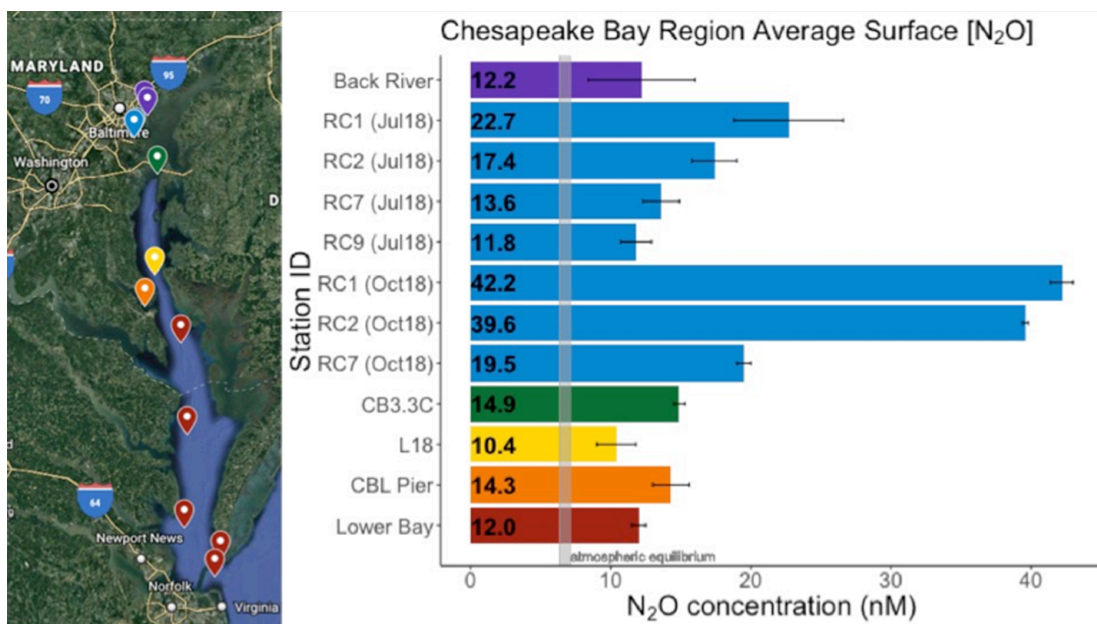 MARYLAND
95
70
Baltimore
Washington
D
64
Newport News
Norfolk
Virginia
Chesapeake Bay Region Average Surface [N₂O]
Station ID
Back River 12.2
RC1 (Jul18) 22.7
RC2 (Jul18) 17.4
RC7 (Jul18) 13.6
RC9 (Jul18) 11.8
RC1 (Oct18) 42.2
RC2 (Oct18) 39.6
RC7 (Oct18) 19.5
CB3.3C 14.9
L18 10.4
CBL Pier 14.3
Lower Bay 12.0
atmospheric equilibrium
0 10 20 30 40
N₂O concentration (nM)